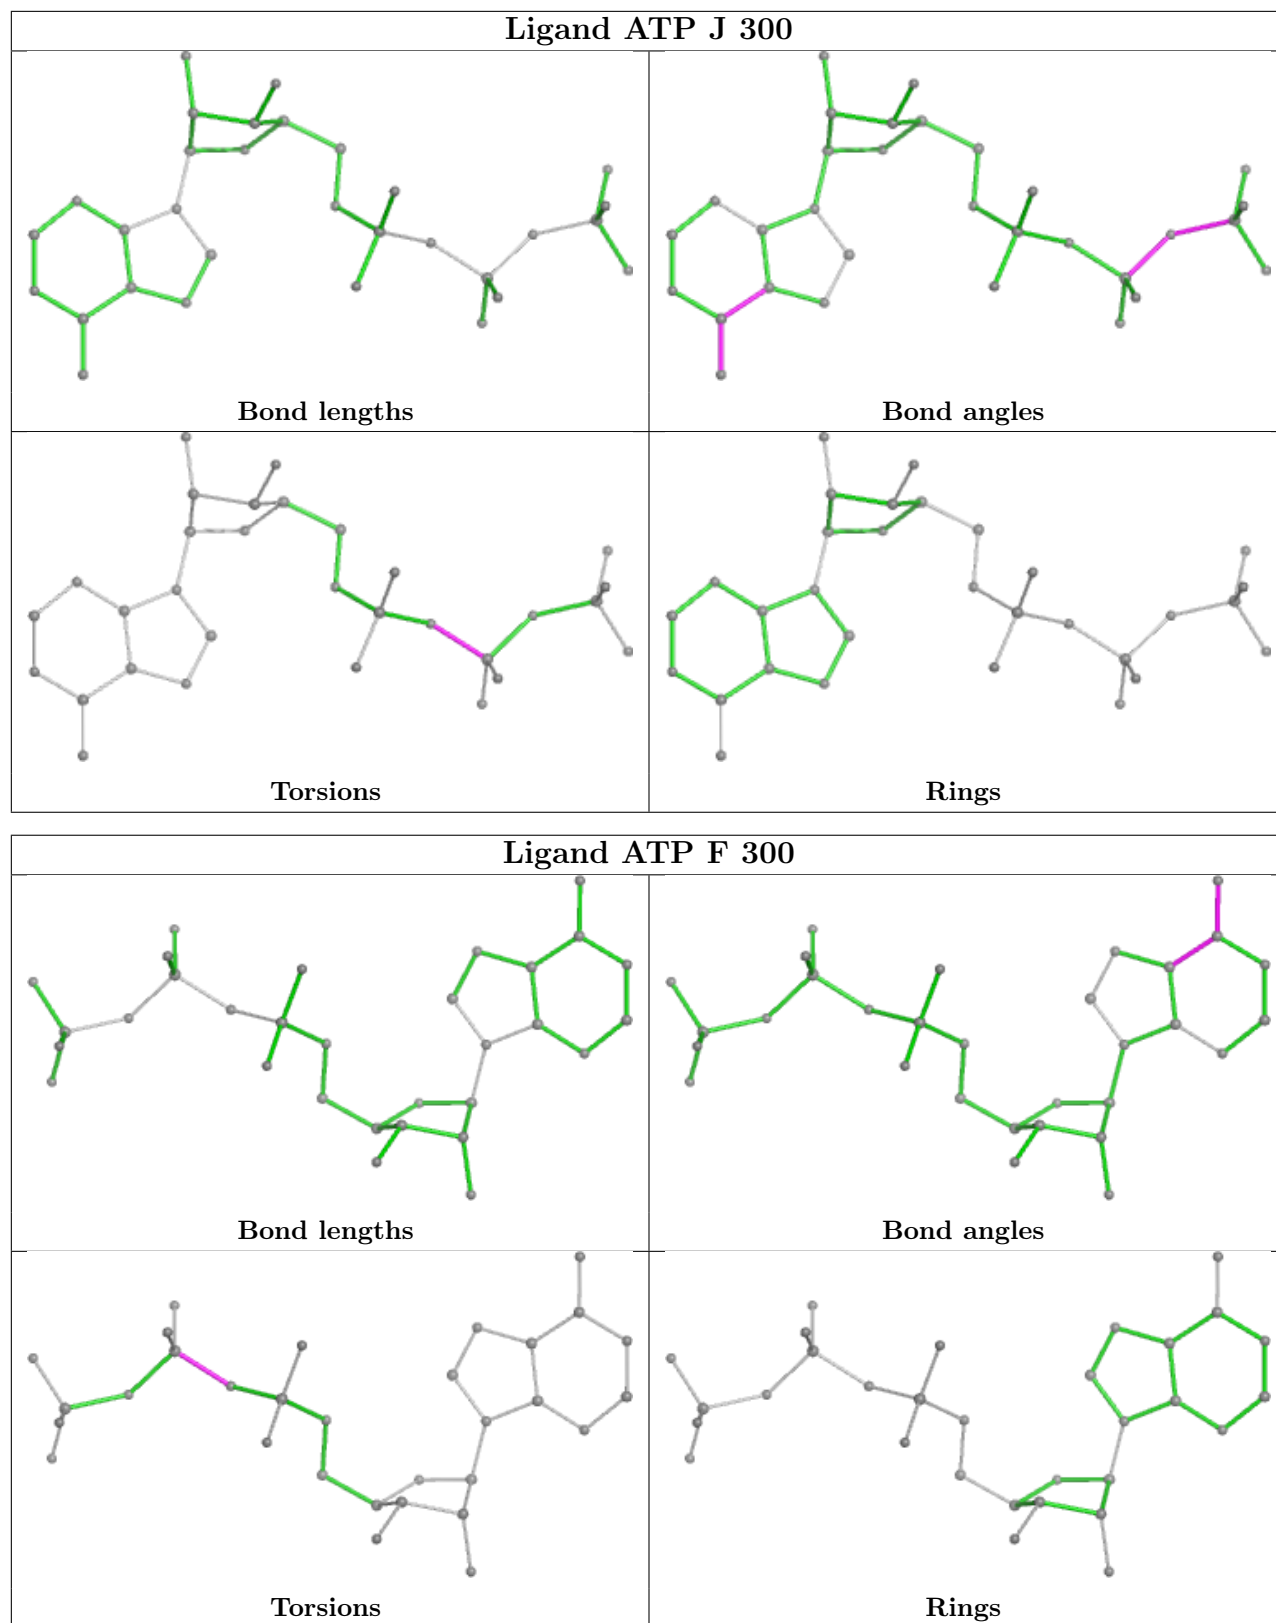 Ligand ATP J 300
Bond lengths
Bond angles
Torsions
Rings
Ligand ATP F 300
Bond lengths
Bond angles
Torsions
Rings